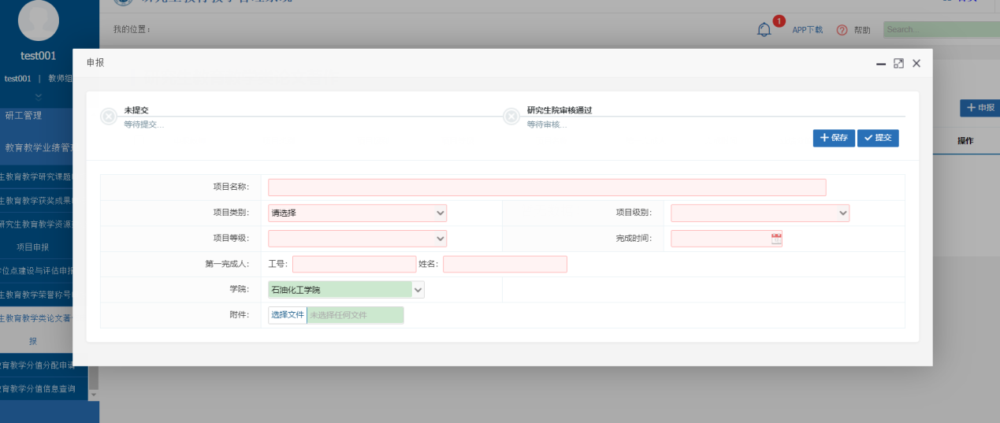 我的位置：
1
APP下载
帮助
Search...
test001
test001 | 教师组
研工管理
教育教学业绩管
生教育教学研究课题
生教育教学获奖成果
研究生教育教学资源
项目申报
学位点建设与评估申报
生教育教学荣誉称号
生教育教学类论文著
报
教育教学分值分配申请
教育教学分值信息查询
申报
操作
申报
未提交
等待提交...
研究生院审核通过
等待审核...
保存
提交
项目名称：
项目类别：
请选择
项目级别：
项目等级：
完成时间：
第一完成人：
工号：
姓名：
学院：
石油化工学院
附件：
选择文件
未选择任何文件